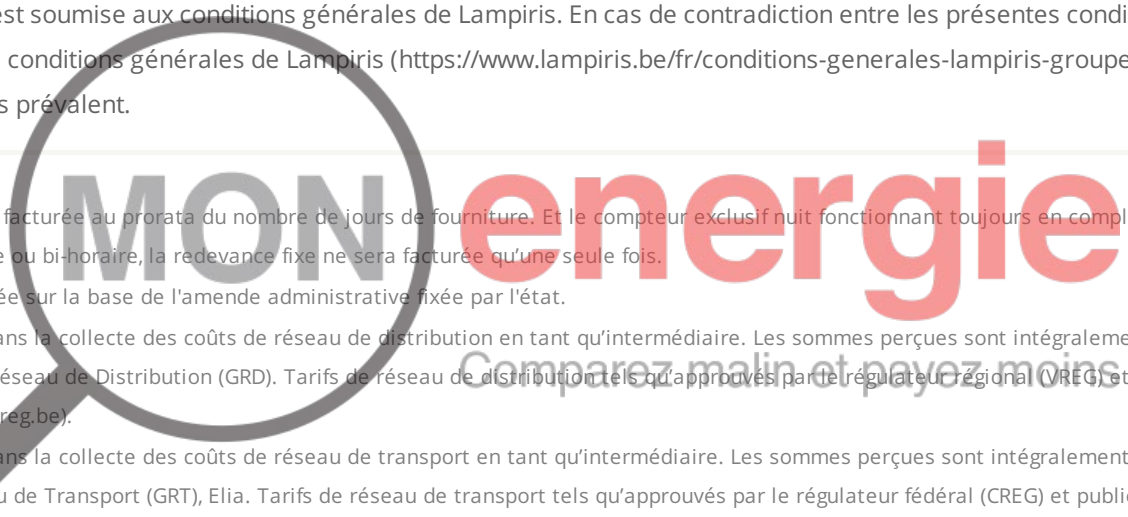 est soumise aux conditions générales de Lampiris. En cas de contradiction entre les présentes condi
conditions générales de Lampiris (https://www.lampiris.be/fr/conditions-generales-lampiris-groupe
s prévalent.
MON energie
facturée au prorata du nombre de jours de fourniture. Et le compteur exclusif nuit fonctionnant toujours en compl
e ou bi-horaire, la redevance fixe ne sera facturée qu'une seule fois.
ée sur la base de l'amende administrative fixée par l'état.
ans la collecte des coûts de réseau de distribution en tant qu’intermédiaire. Les sommes perçues sont intégraleme
Comparez malin et payez moins
éseau de Distribution (GRD). Tarifs de réseau de distribution tels qu’approuvés par le régulateur régional (VREG) et
reg.be).
ans la collecte des coûts de réseau de transport en tant qu’intermédiaire. Les sommes perçues sont intégralement
u de Transport (GRT), Elia. Tarifs de réseau de transport tels qu’approuvés par le régulateur fédéral (CREG) et publi